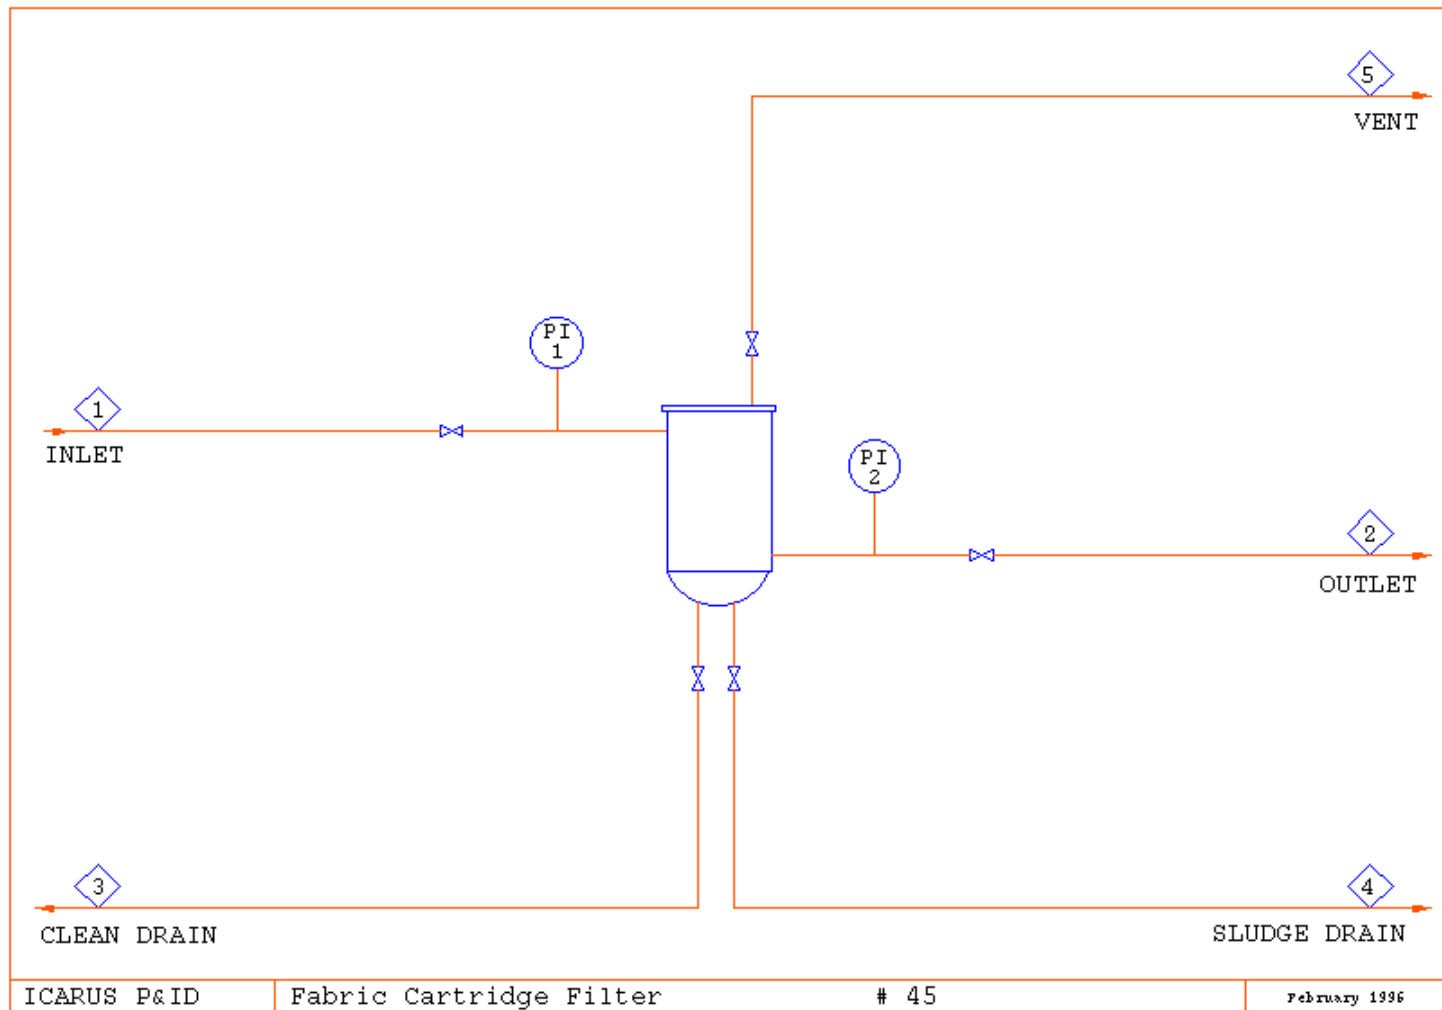 5
VENT
PI
1
1
INLET
PI
2
2
OUTLET
3
CLEAN DRAIN
4
SLUDGE DRAIN
ICARUS P&ID
Fabric Cartridge Filter
# 45
February 1996